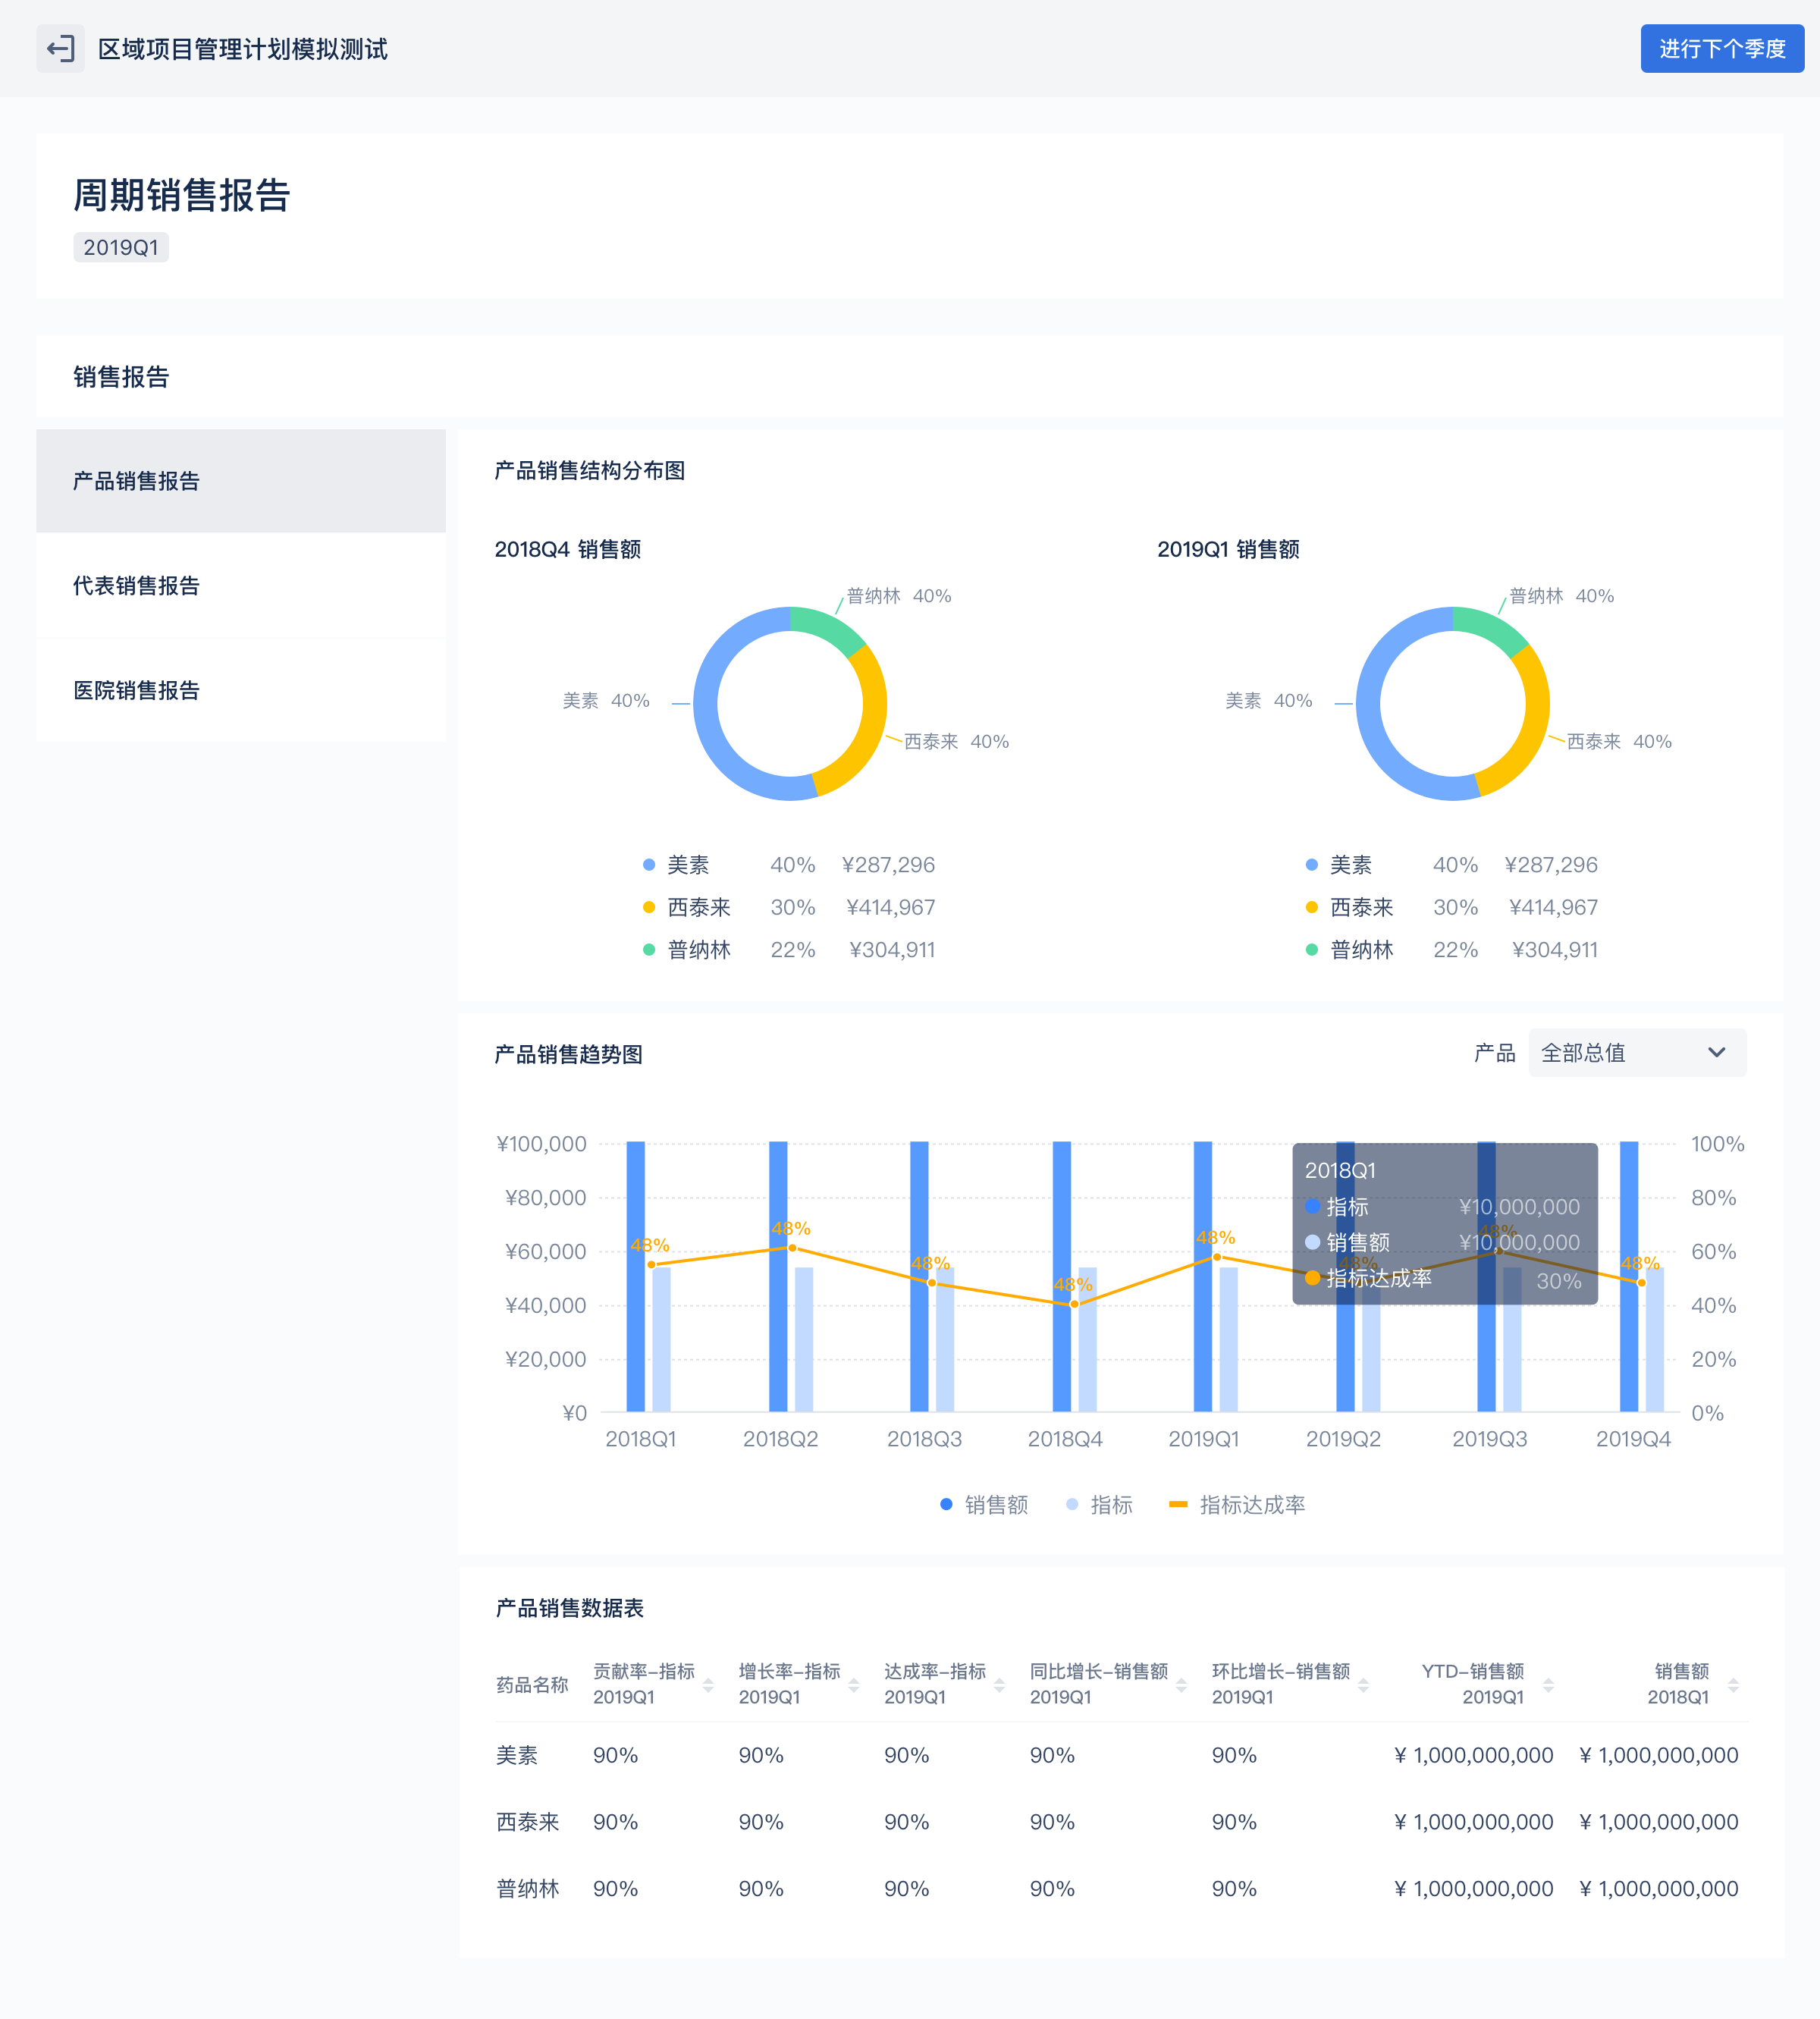 区域项目管理计划模拟测试
进行下个季度
周期销售报告
2019Q1
销售报告
产品销售报告
代表销售报告
医院销售报告
产品销售结构分布图
2018Q4 销售额
普纳林 40%
美素 40%
西泰来 40%
美素 40% ¥287,296
西泰来 30% ¥414,967
普纳林 22% ¥304,911
2019Q1 销售额
普纳林 40%
美素 40%
西泰来 40%
美素 40% ¥287,296
西泰来 30% ¥414,967
普纳林 22% ¥304,911
产品销售趋势图
产品 全部总值
¥100,000
¥80,000
¥60,000
¥40,000
¥20,000
¥0
100%
80%
60%
40%
20%
0%
48%
48%
48%
48%
48%
48%
48%
48%
2018Q1
指标 ¥10,000,000
销售额 ¥10,000,000
指标达成率 30%
2018Q1 2018Q2 2018Q3 2018Q4 2019Q1 2019Q2 2019Q3 2019Q4
销售额 指标 指标达成率
产品销售数据表
药品名称
贡献率-指标
2019Q1
增长率-指标
2019Q1
达成率-指标
2019Q1
同比增长-销售额
2019Q1
环比增长-销售额
2019Q1
YTD-销售额
2019Q1
销售额
2018Q1
美素 90% 90% 90% 90% 90% ¥ 1,000,000,000 ¥ 1,000,000,000
西泰来 90% 90% 90% 90% 90% ¥ 1,000,000,000 ¥ 1,000,000,000
普纳林 90% 90% 90% 90% 90% ¥ 1,000,000,000 ¥ 1,000,000,000